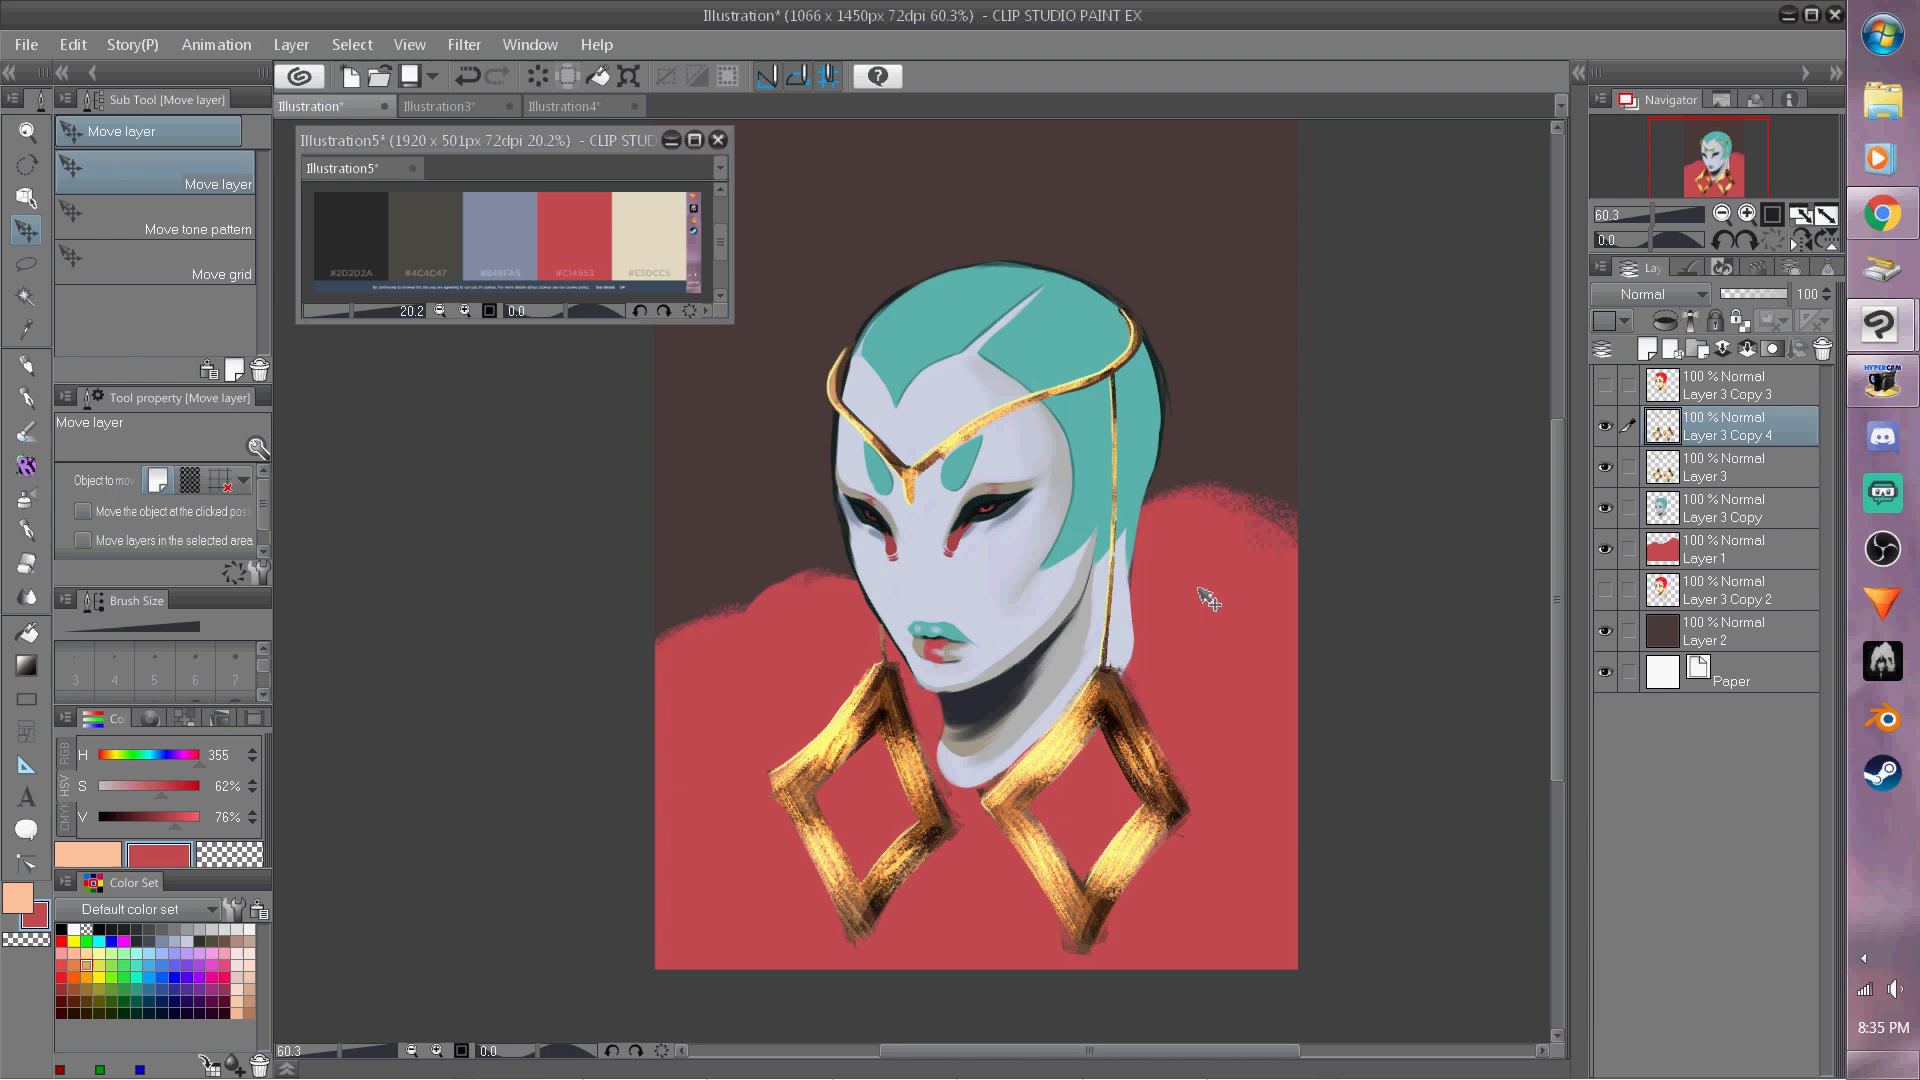 Illustration* (1066 x 1450px 72dpi 60.3%)  - CLIP STUDIO PAINT EX
File Edit Story(P) Animation Layer Select View Filter Window Help
Sub Tool [Move layer]
Move layer
Move layer
Move tone pattern
Move grid
Tool property [Move layer]
Move layer
Object to mov
Move the object at the clicked posi
Move layers in the selected area
Brush Size
3 4 5 6 7
Co
RGB
HSV
CMYK
H 355
S 62%
V 76%
Color Set
Default color set
Illustration* Illustration3* Illustration4*
Illustration5* (1920 x 501px 72dpi 20.2%)  - CLIP STUD
Illustration5*
#2D2D2A #4C4C47 #848FA5 #C14953 #E5DCC5
20.2 0.0
60.3 0.0
Navigator
60.3
0.0
Lay
Normal 100
100 % Normal
Layer 3 Copy 3
100 % Normal
Layer 3 Copy 4
100 % Normal
Layer 3
100 % Normal
Layer 3 Copy
100 % Normal
Layer 1
100 % Normal
Layer 3 Copy 2
100 % Normal
Layer 2
Paper
HYPERCAM
8:35 PM